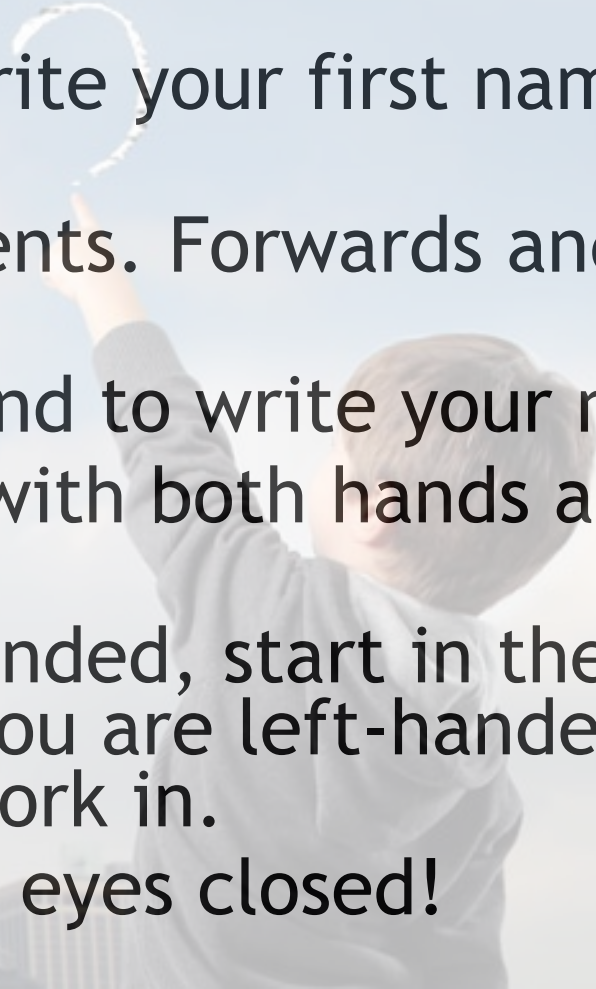 rite your first nam
ents. Forwards and
nd to write your
with both hands a
nded, start in the
ou are left-hande
ork in.
eyes closed!